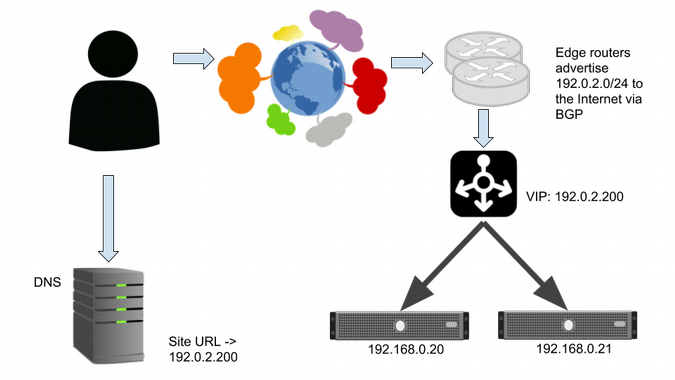 Edge routers
advertise
192.0.2.0/24 to
the Internet via
BGP
VIP: 192.0.2.200
DNS
Site URL ->
192.0.2.200
192.168.0.20
192.168.0.21